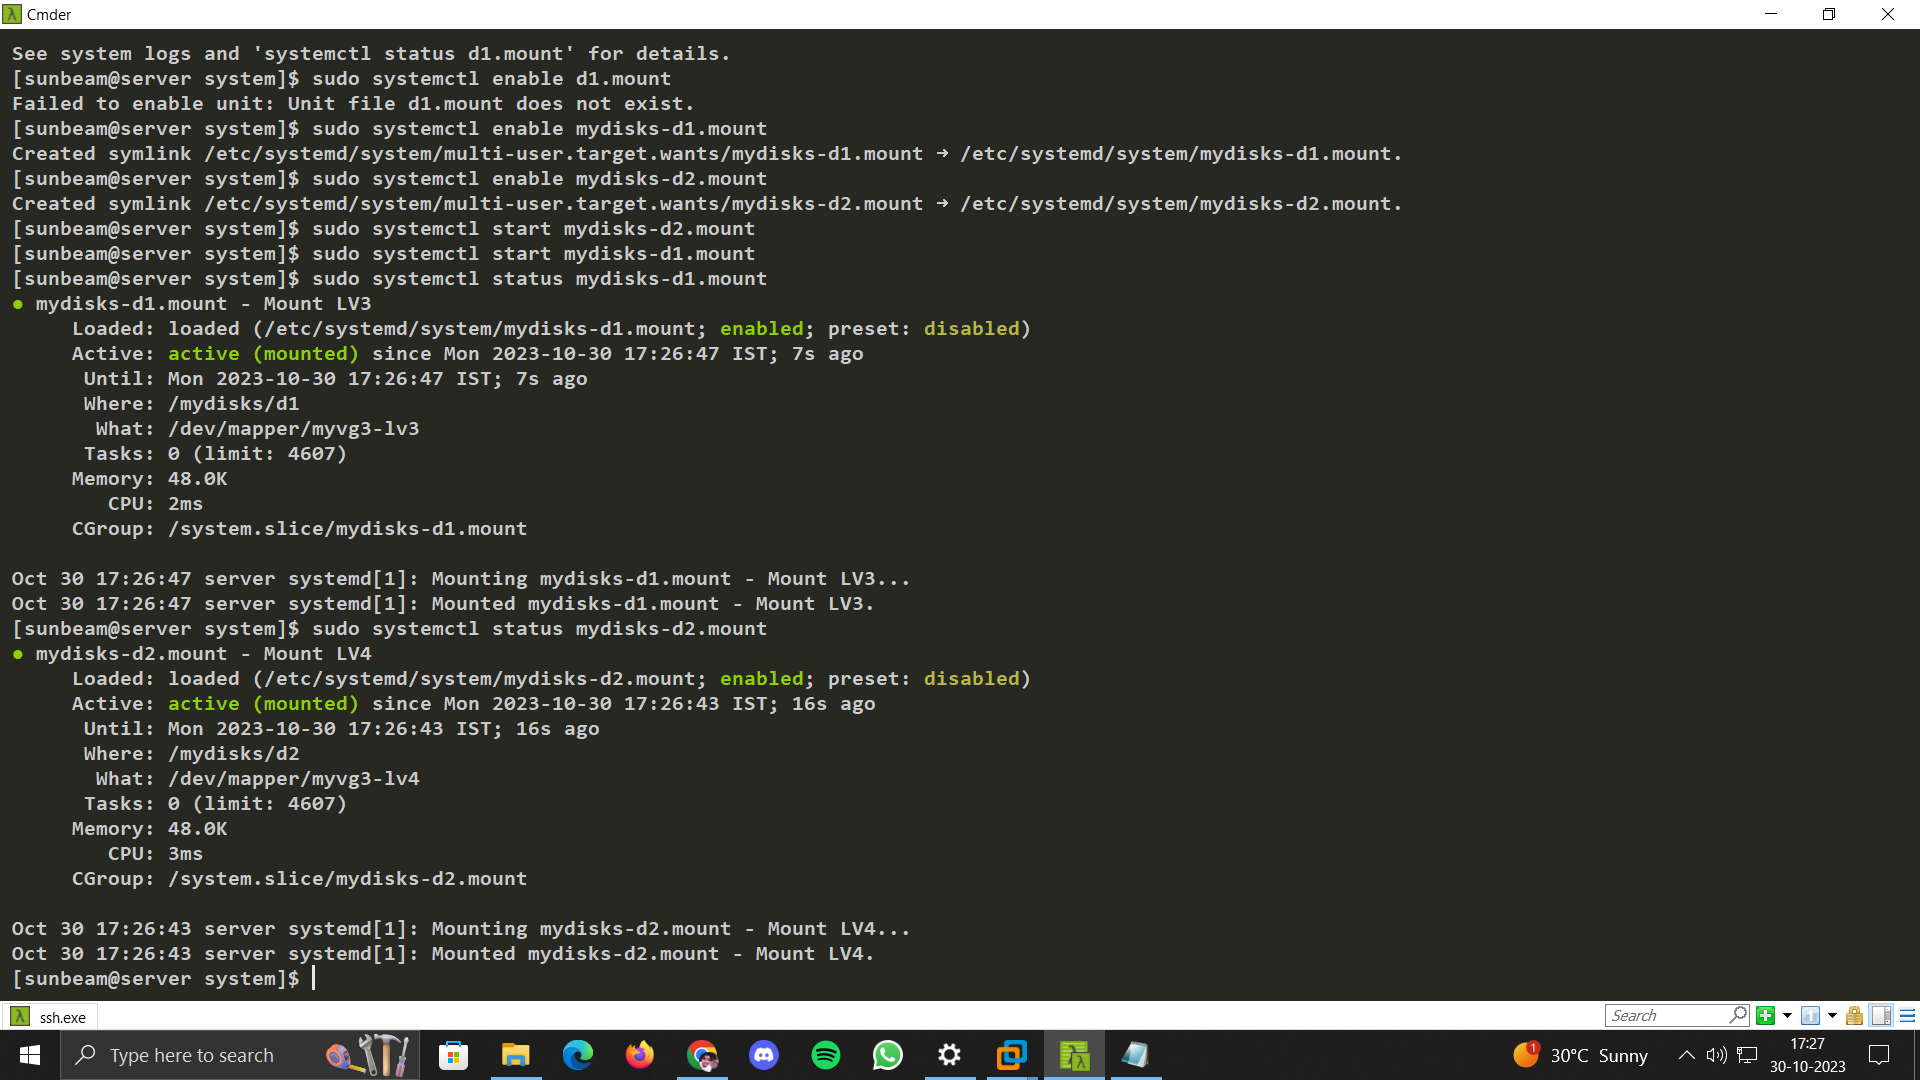 Cmder
See system logs and 'systemctl status d1.mount' for details.
[sunbeam@server system]$ sudo systemctl enable d1.mount
Failed to enable unit: Unit file d1.mount does not exist.
[sunbeam@server system]$ sudo systemctl enable mydisks-d1.mount
Created symlink /etc/systemd/system/multi-user.target.wants/mydisks-d1.mount → /etc/systemd/system/mydisks-d1.mount.
[sunbeam@server system]$ sudo systemctl enable mydisks-d2.mount
Created symlink /etc/systemd/system/multi-user.target.wants/mydisks-d2.mount → /etc/systemd/system/mydisks-d2.mount.
[sunbeam@server system]$ sudo systemctl start mydisks-d2.mount
[sunbeam@server system]$ sudo systemctl start mydisks-d1.mount
[sunbeam@server system]$ sudo systemctl status mydisks-d1.mount
● mydisks-d1.mount - Mount LV3
     Loaded: loaded (/etc/systemd/system/mydisks-d1.mount; enabled; preset: disabled)
     Active: active (mounted) since Mon 2023-10-30 17:26:47 IST; 7s ago
      Until: Mon 2023-10-30 17:26:47 IST; 7s ago
      Where: /mydisks/d1
       What: /dev/mapper/myvg3-lv3
      Tasks: 0 (limit: 4607)
     Memory: 48.0K
        CPU: 2ms
     CGroup: /system.slice/mydisks-d1.mount
Oct 30 17:26:47 server systemd[1]: Mounting mydisks-d1.mount - Mount LV3...
Oct 30 17:26:47 server systemd[1]: Mounted mydisks-d1.mount - Mount LV3.
[sunbeam@server system]$ sudo systemctl status mydisks-d2.mount
● mydisks-d2.mount - Mount LV4
     Loaded: loaded (/etc/systemd/system/mydisks-d2.mount; enabled; preset: disabled)
     Active: active (mounted) since Mon 2023-10-30 17:26:43 IST; 16s ago
      Until: Mon 2023-10-30 17:26:43 IST; 16s ago
      Where: /mydisks/d2
       What: /dev/mapper/myvg3-lv4
      Tasks: 0 (limit: 4607)
     Memory: 48.0K
        CPU: 3ms
     CGroup: /system.slice/mydisks-d2.mount
Oct 30 17:26:43 server systemd[1]: Mounting mydisks-d2.mount - Mount LV4...
Oct 30 17:26:43 server systemd[1]: Mounted mydisks-d2.mount - Mount LV4.
[sunbeam@server system]$
ssh.exe
Search
Type here to search
1
30°C Sunny
17:27
30-10-2023